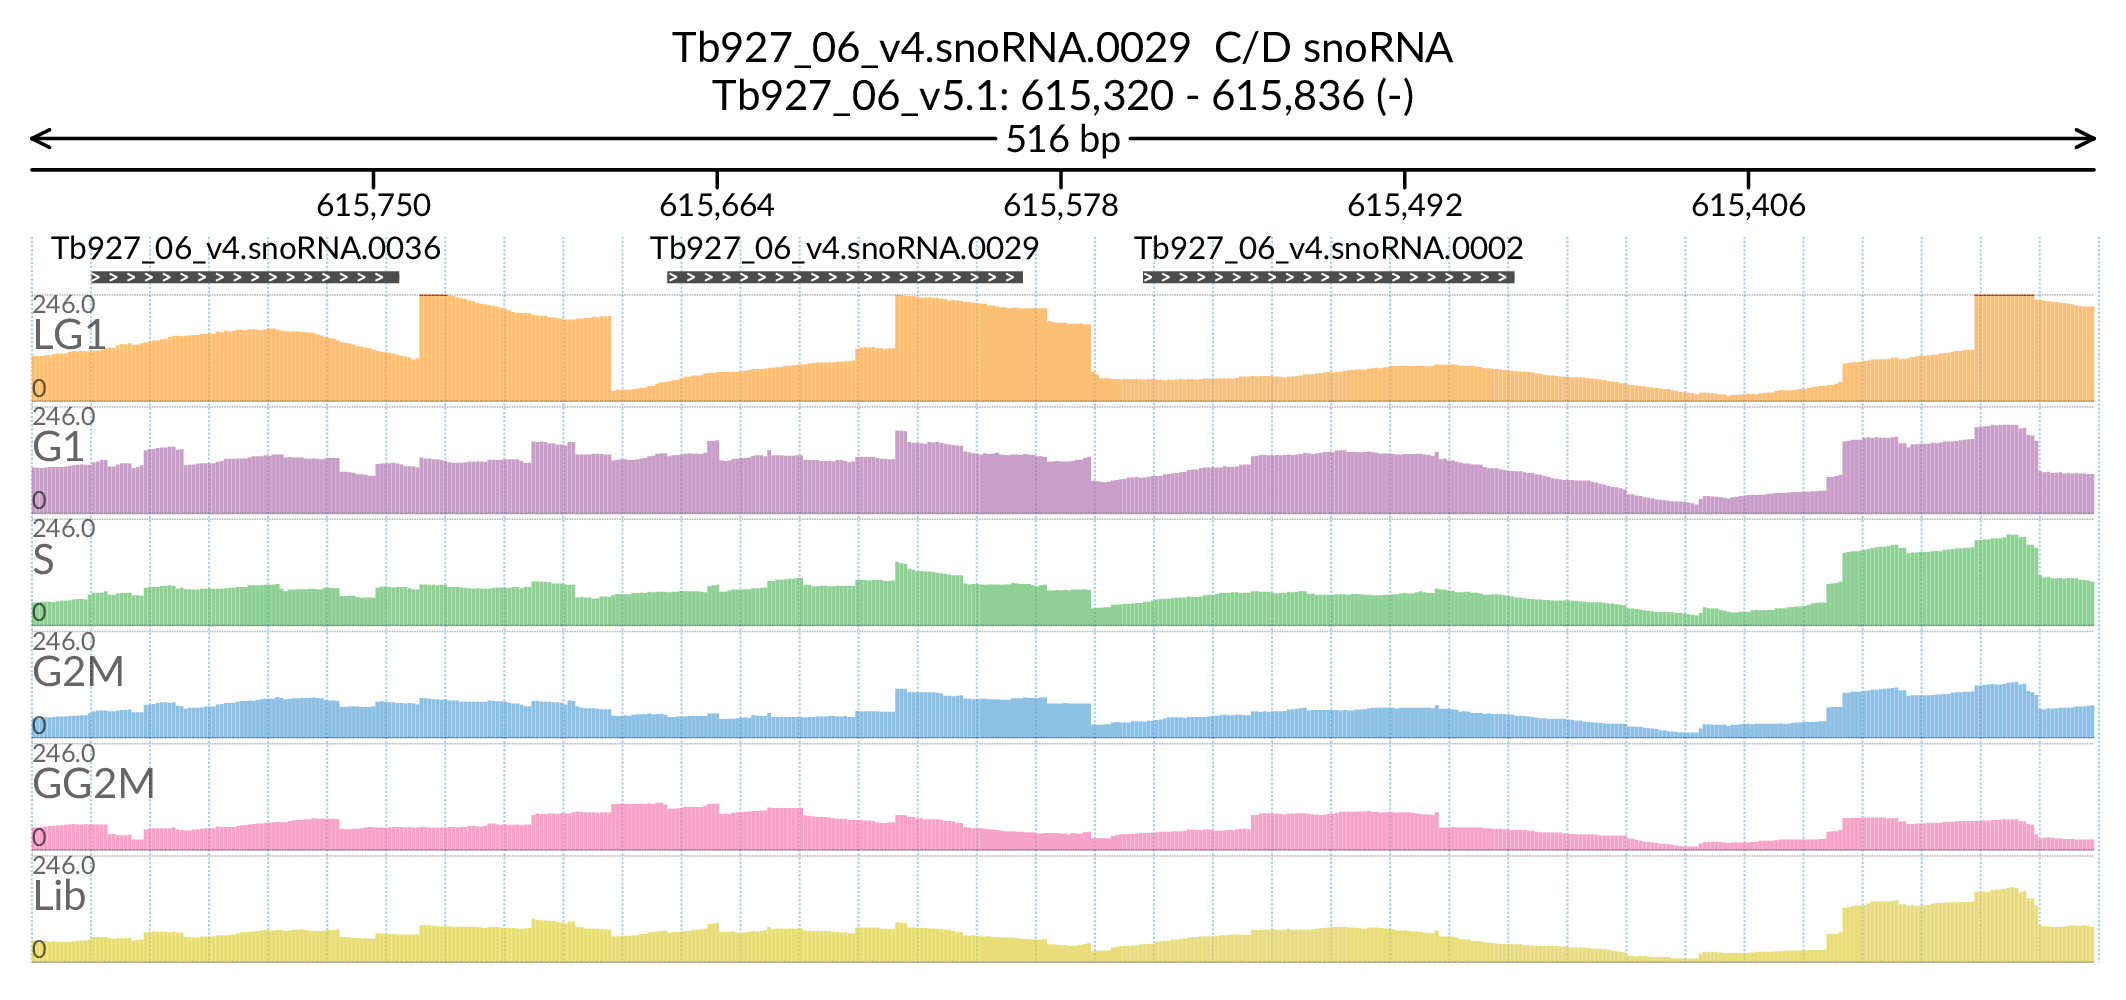 Tb927_06_v4.snoRNA.0029 C/D snoRNA
Tb927_06_v5.1: 615,320 - 615,836 (-)
516 bp
615,750 615,664 615,578 615,492 615,406
Tb927_06_v4.snoRNA.0036 Tb927_06_v4.snoRNA.0029 Tb927_06_v4.snoRNA.0002
246.0
LG1
0
246.0
G1
0
246.0
S
0
246.0
G2M
0
246.0
GG2M
0
246.0
Lib
0